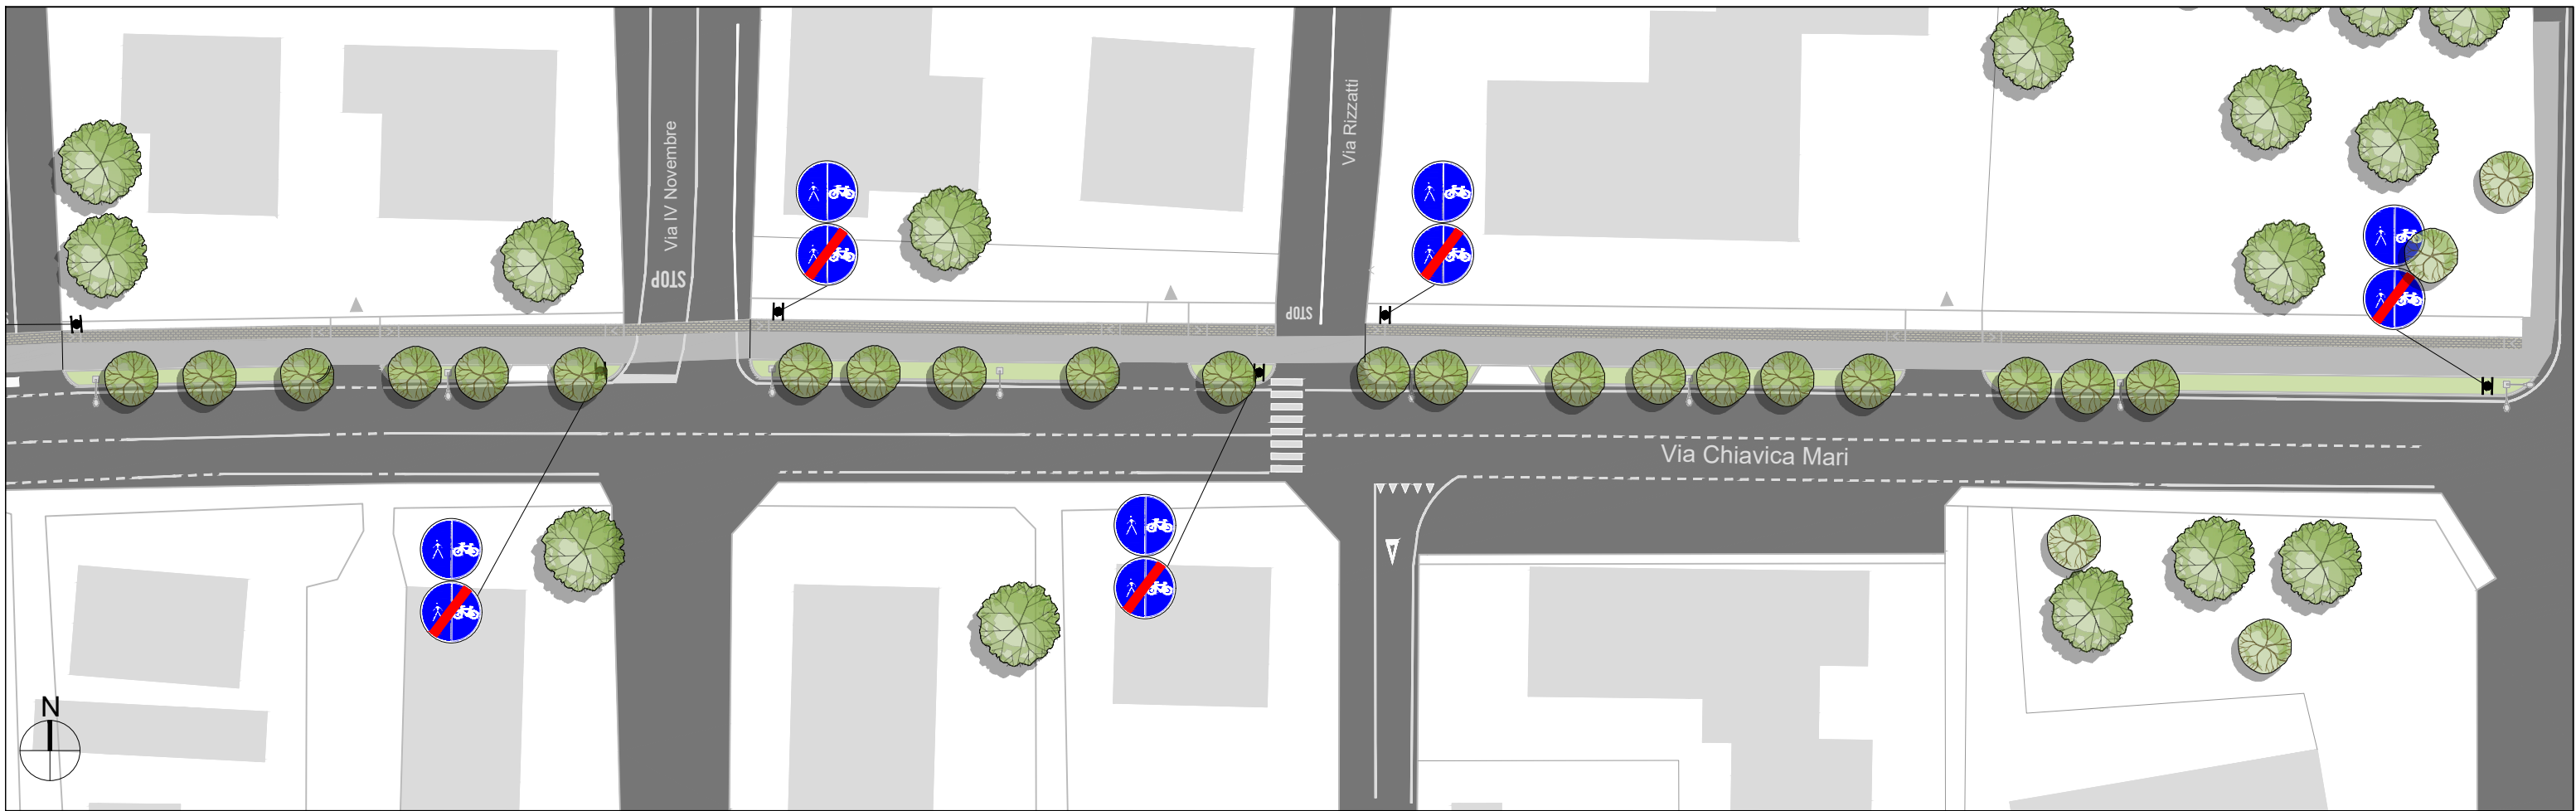 Via IV Novembre
STOP
Via Rizzatti
STOP
Via Chiavica Mari
N